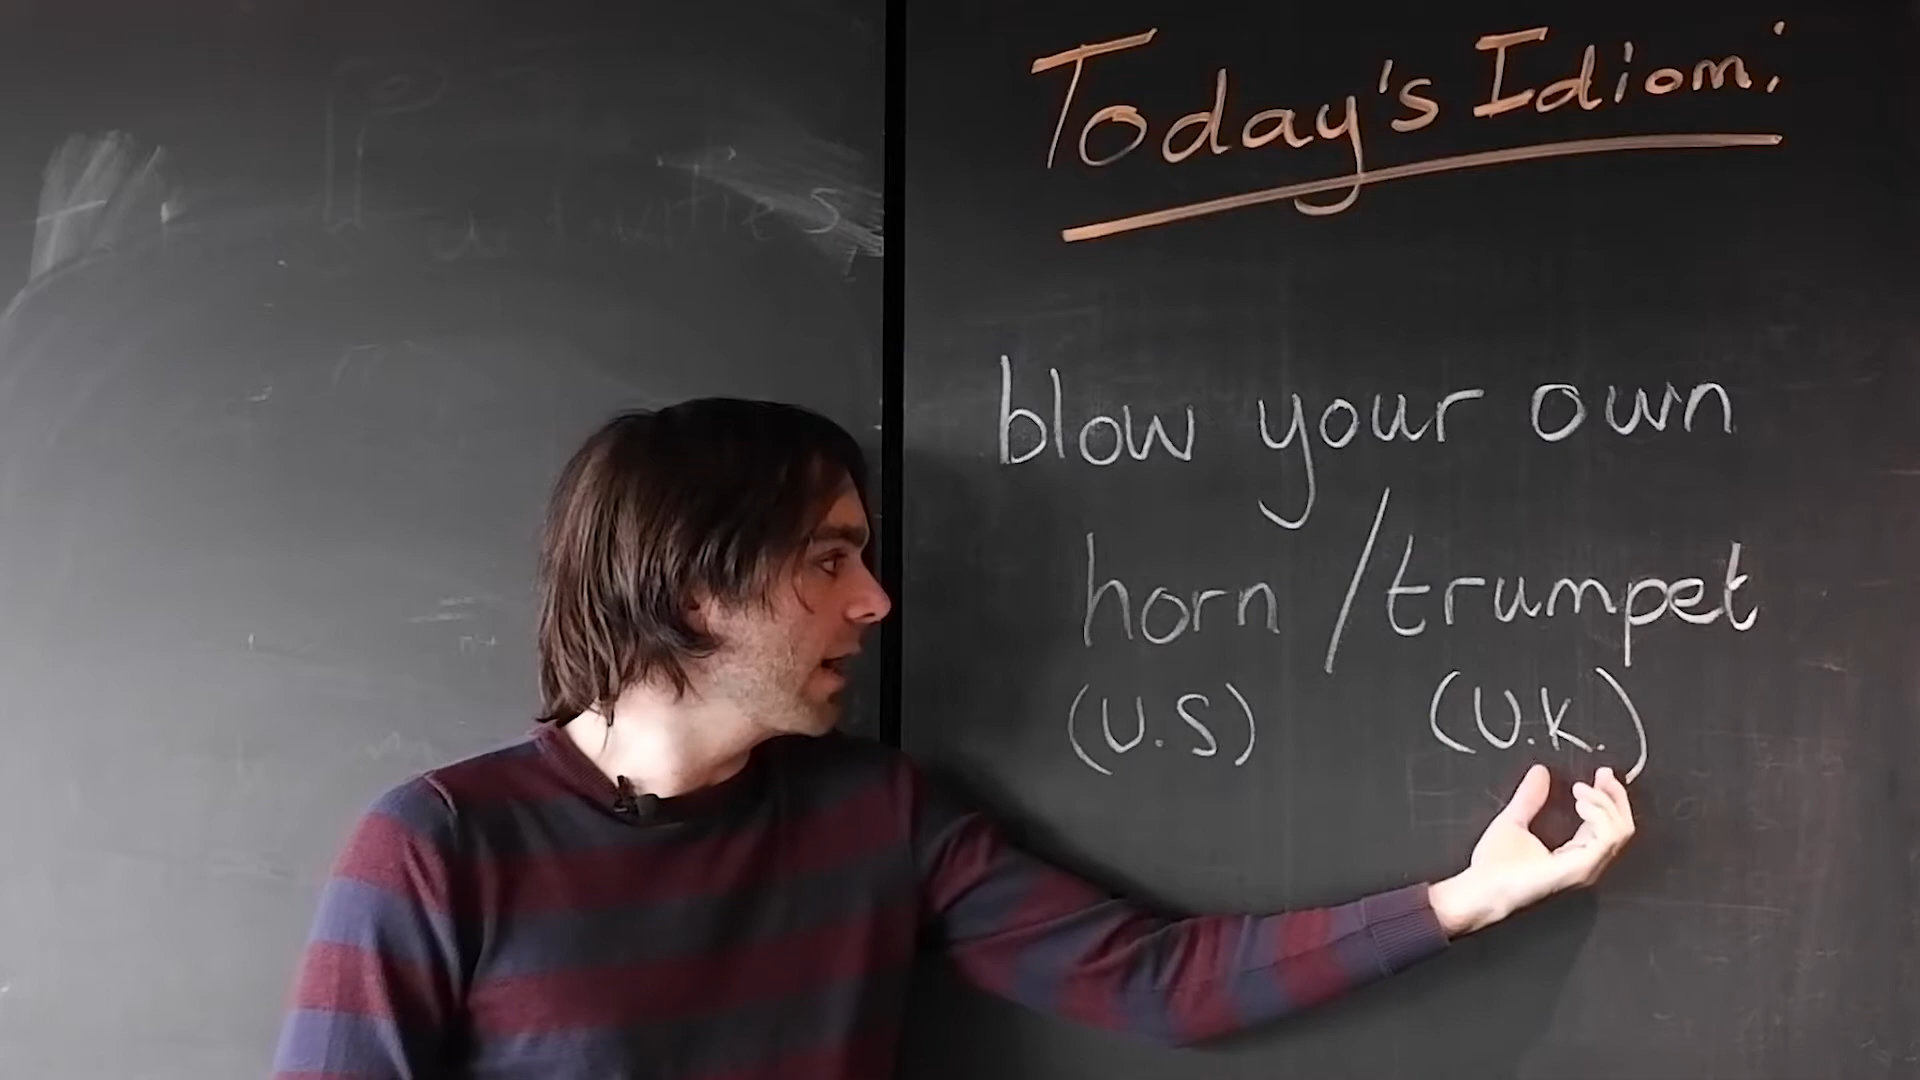 Today's Idiom:
blow your own
horn / trumpet
(U.S) (U.K.)